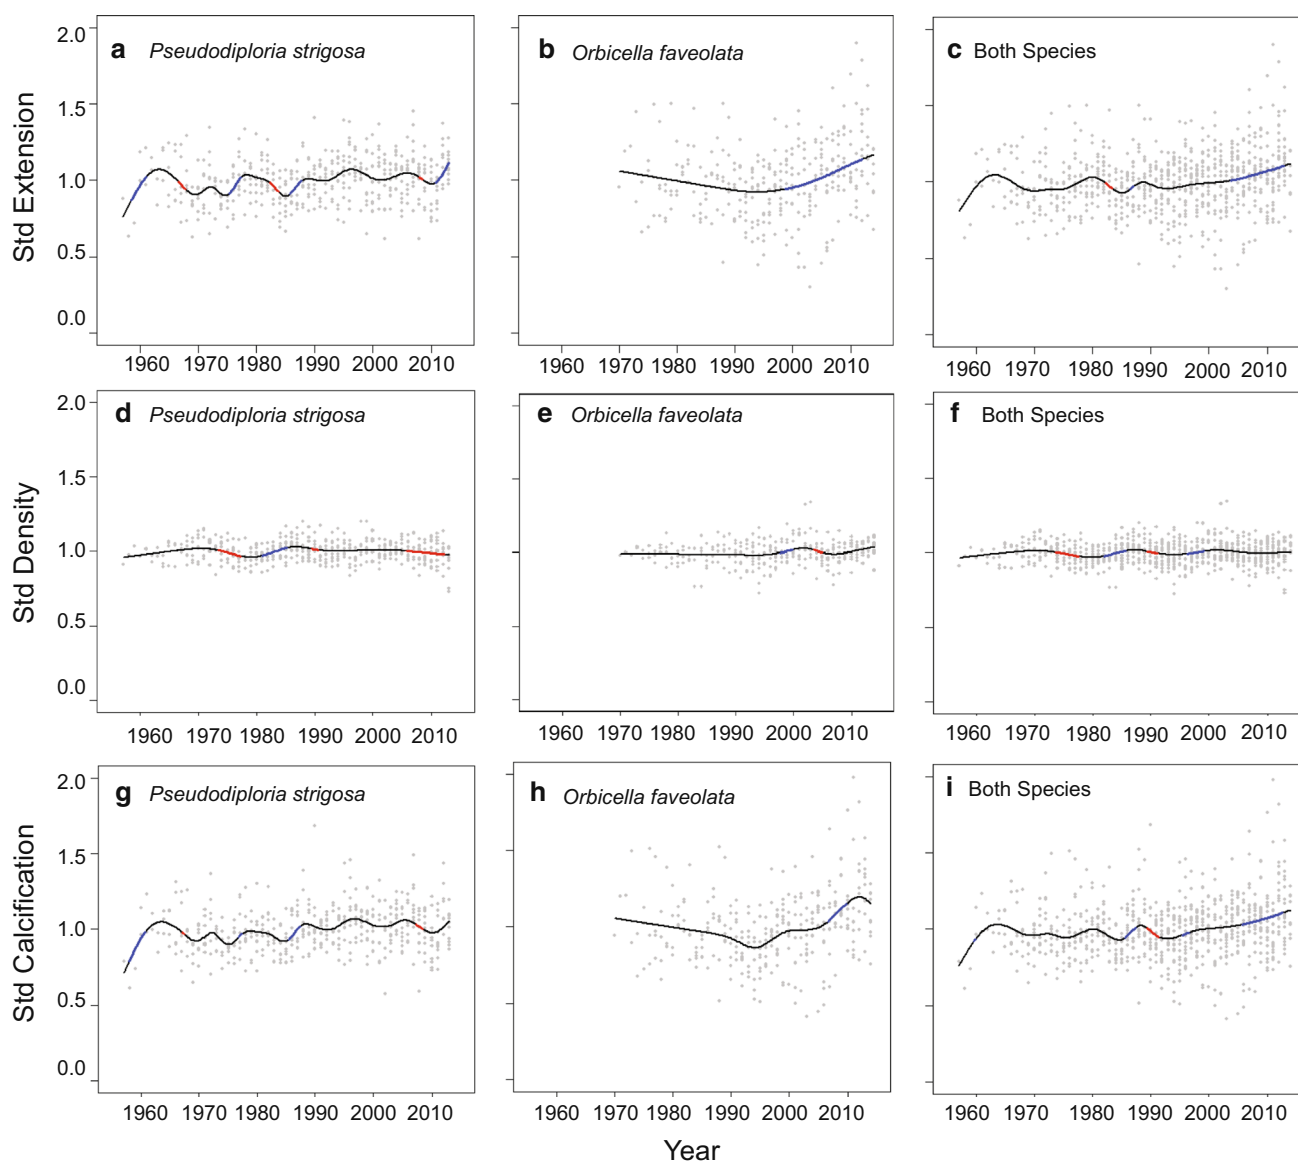 a Pseudodiploria strigosa
b Orbicella faveolata
c Both Species
Std Extension
2.0
1.5
1.0
0.5
0.0
1960 1970 1980 1990 2000 2010
1960 1970 1980 1990 2000 2010
1960 1970 1980 1990 2000 2010
d Pseudodiploria strigosa
e Orbicella faveolata
f Both Species
Std Density
2.0
1.5
1.0
0.5
0.0
1960 1970 1980 1990 2000 2010
1960 1970 1980 1990 2000 2010
1960 1970 1980 1990 2000 2010
g Pseudodiploria strigosa
h Orbicella faveolata
i Both Species
Std Calcification
2.0
1.5
1.0
0.5
0.0
1960 1970 1980 1990 2000 2010
1960 1970 1980 1990 2000 2010
1960 1970 1980 1990 2000 2010
Year